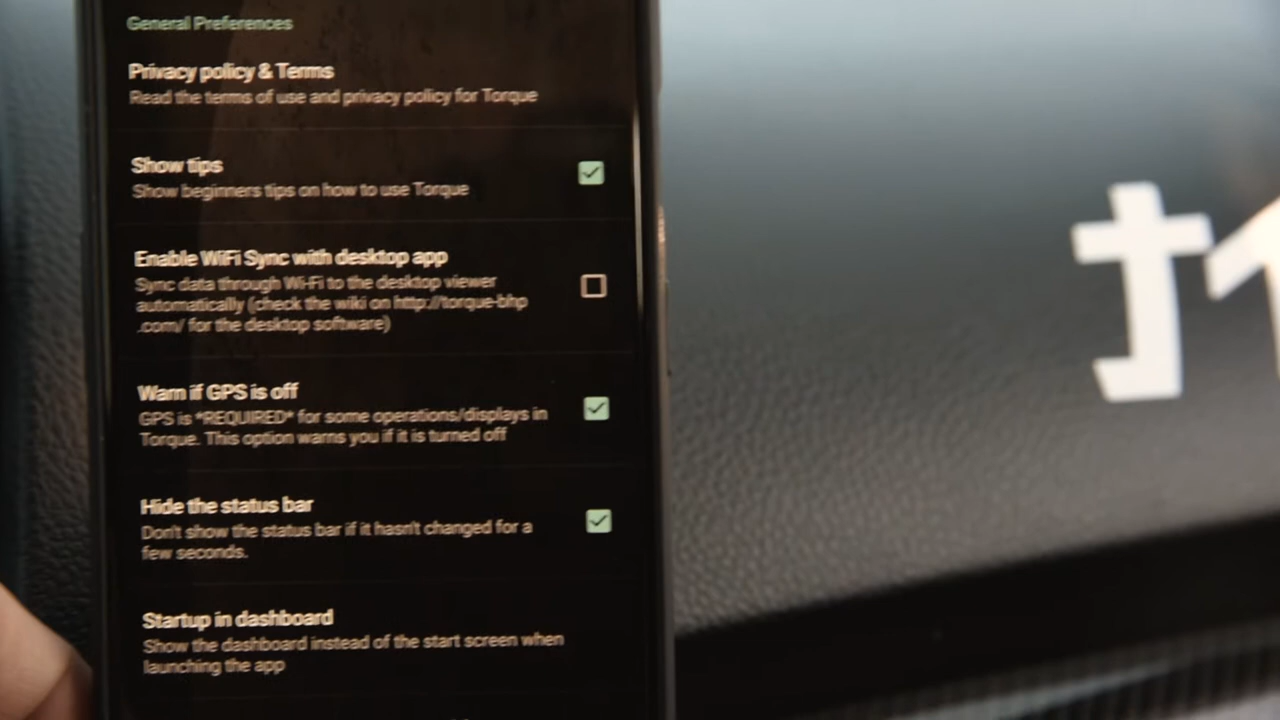 General Preferences
Privacy policy & Terms
Read the terms of use and privacy policy for Torque
Show tips
Show beginners tips on how to use Torque
Enable WiFi Sync with desktop app
Sync data through Wi-Fi to the desktop viewer
automatically (check the wiki on http://torque-bhp
.com/ for the desktop software)
Warn if GPS is off
GPS is *REQUIRED* for some operations/displays in
Torque. This option warns you if it is turned off
Hide the status bar
Don't show the status bar if it hasn't changed for a
few seconds.
Startup in dashboard
Show the dashboard instead of the start screen when
launching the app